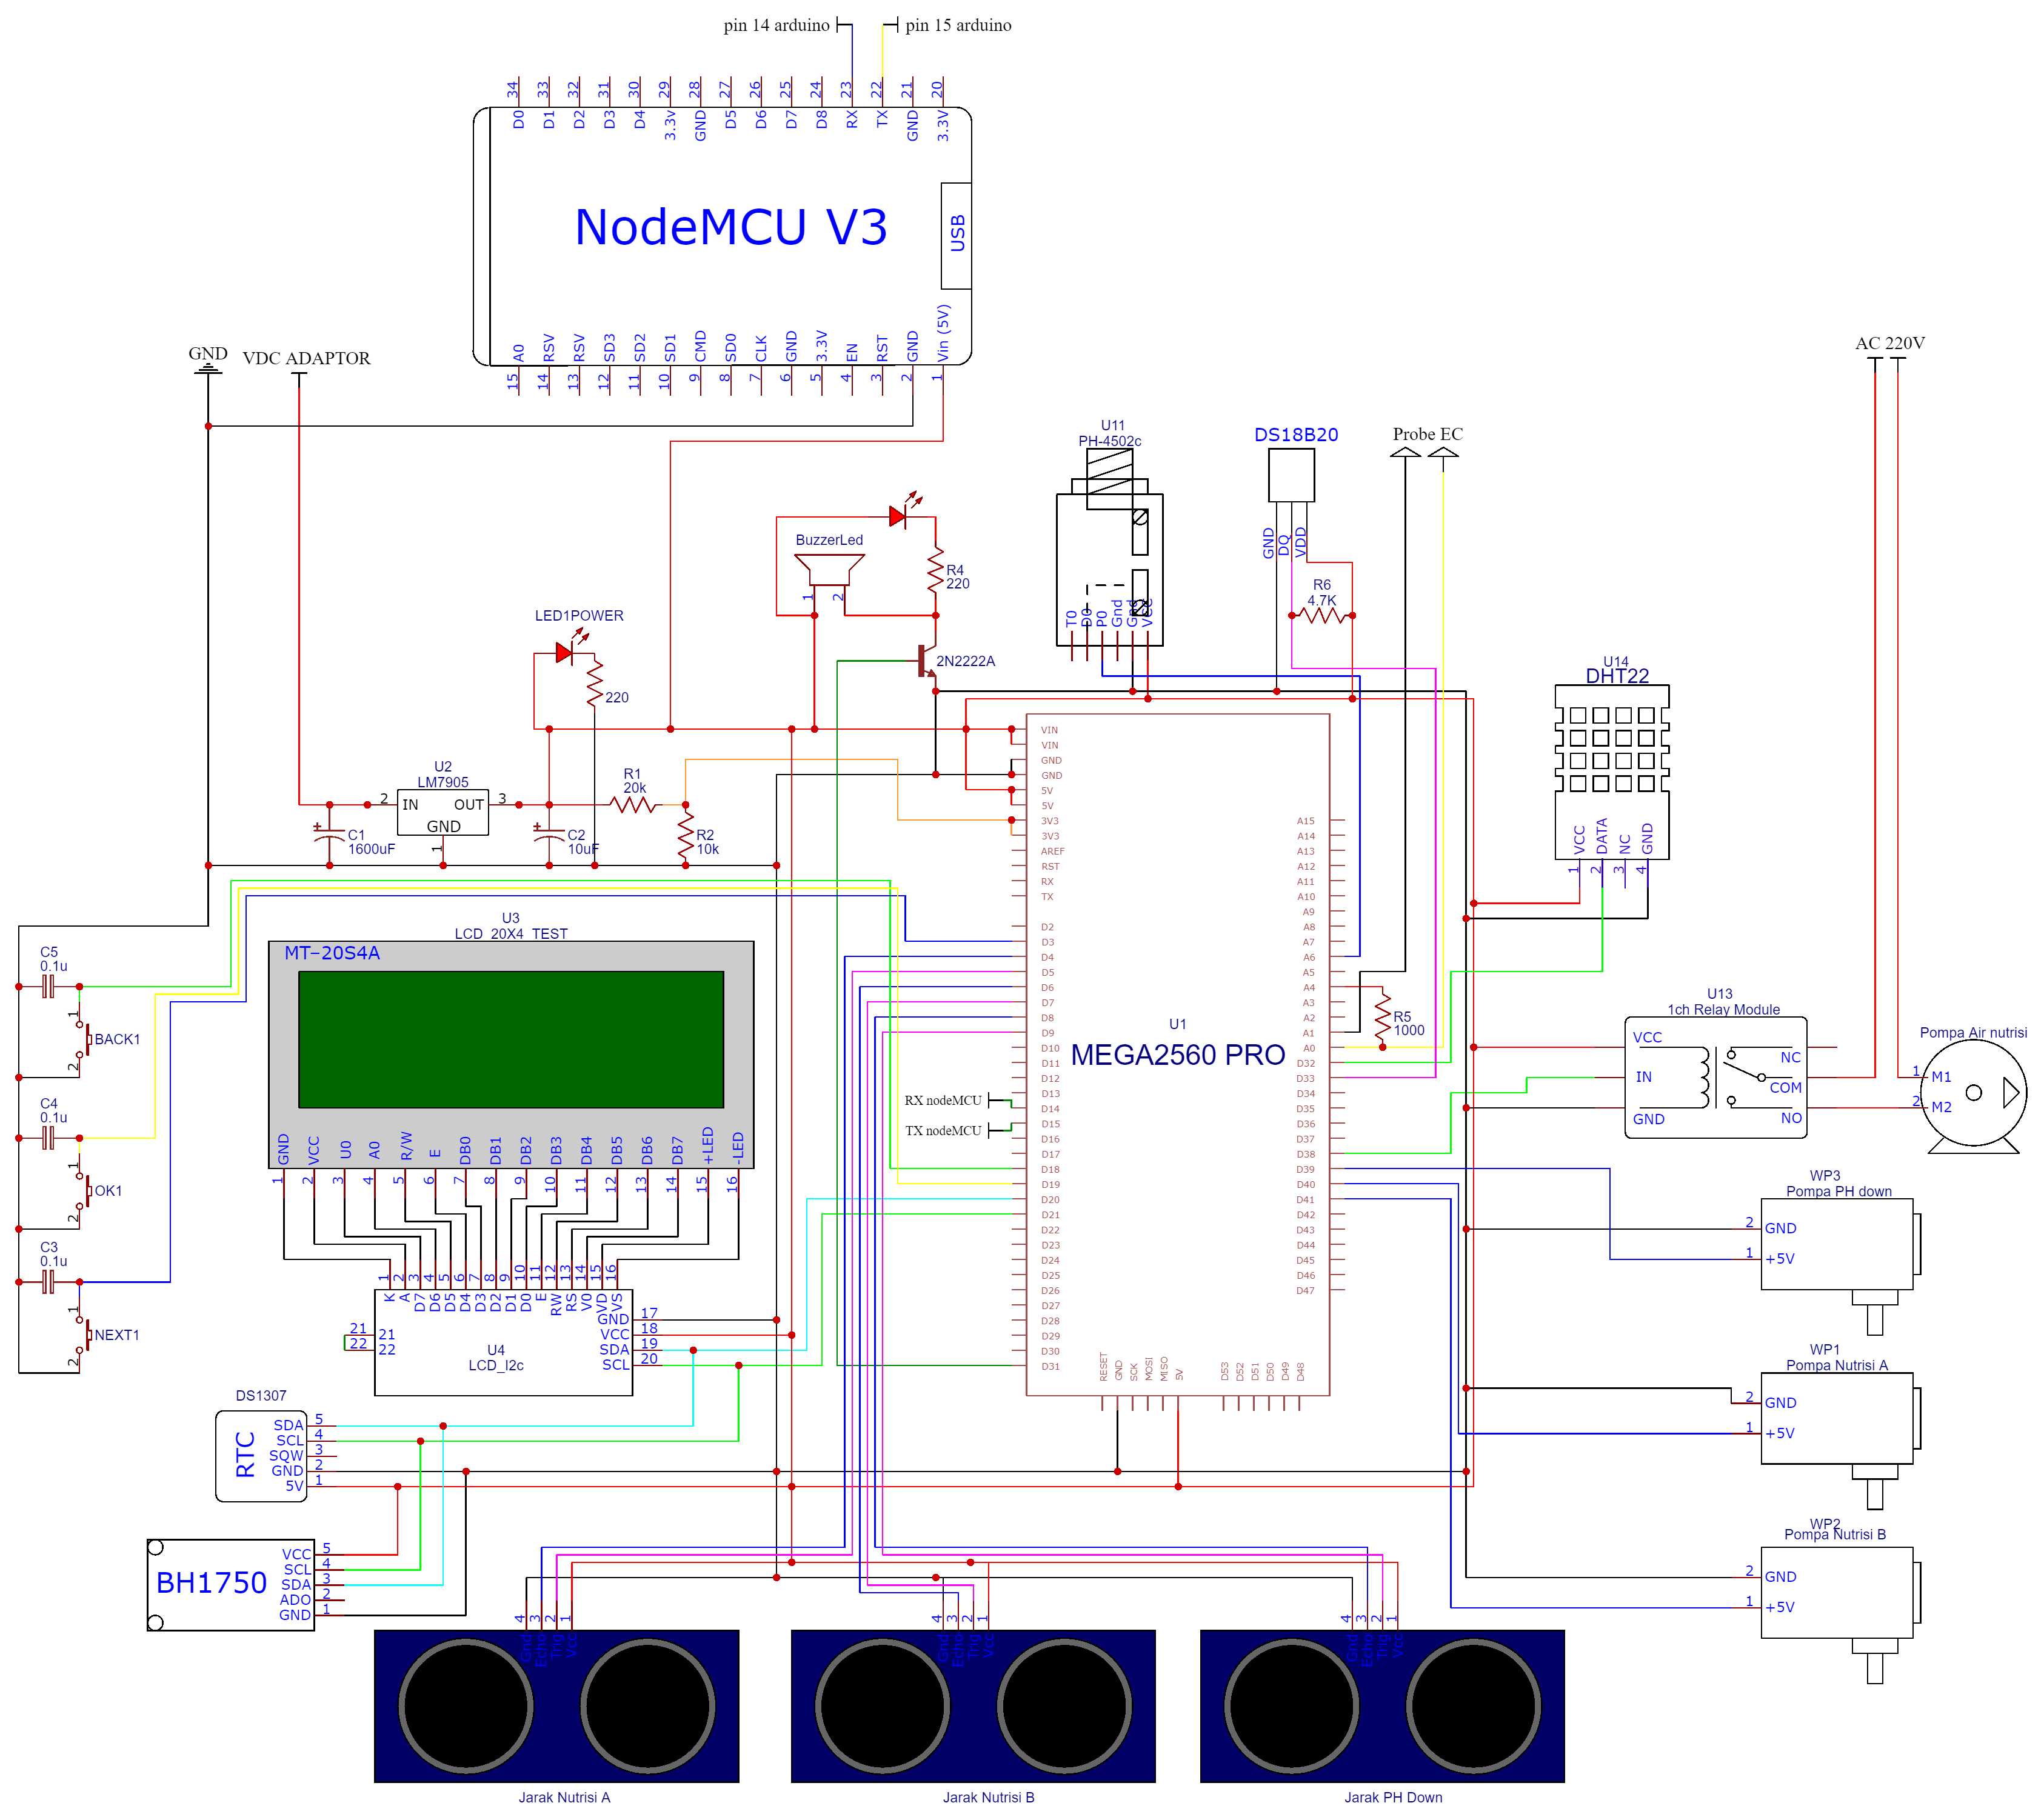 pin 14 arduino
pin 15 arduino
34 33 32 31 30 29 28 27 26 25 24 23 22 21 20
D0 D1 D2 D3 D4 3.3v GND D5 D6 D7 D8 RX TX GND 3.3V
NodeMCU V3
USB
A0 RSV RSV SD3 SD2 SD1 CMD SD0 CLK GND 3.3V EN RST GND Vin (5V)
15 14 13 12 11 10 9 8 7 6 5 4 3 2 1
GND
VDC ADAPTOR
AC 220V
U11
PH-4502c
T0 D0 P0 Gnd Gnd VCC
DS18B20
GND DQ VDD
Probe EC
R6
4.7K
BuzzerLed
1 2
R4
220
2N2222A
LED1POWER
220
U14
DHT22
VCC DATA NC GND
1 2 3 4
U2
LM7905
2 IN OUT 3
GND
1
C1
1600uF
C2
10uF
R1
20k
R2
10k
U1
MEGA2560 PRO
VIN
VIN
GND
GND
5V
5V
3V3
3V3
AREF
RST
RX
TX
D2
D3
D4
D5
D6
D7
D8
D9
D10
D11
D12
D13
D14
D15
D16
D17
D18
D19
D20
D21
D22
D23
D24
D25
D26
D27
D28
D29
D30
D31
A15
A14
A13
A12
A11
A10
A9
A8
A7
A6
A5
A4
A3
A2
A1
A0
D32
D33
D34
D35
D36
D37
D38
D39
D40
D41
D42
D43
D44
D45
D46
D47
RESET GND SCK MOSI MISO 5V D53 D52 D51 D50 D49 D48
RX nodeMCU
TX nodeMCU
R5
1000
U13
1ch Relay Module
VCC
IN
GND
NC
COM
NO
Pompa Air nutrisi
1 M1
2 M2
WP3
Pompa PH down
2 GND
1 +5V
WP1
Pompa Nutrisi A
2 GND
1 +5V
WP2
Pompa Nutrisi B
2 GND
1 +5V
C5
0.1u
1
BACK1
2
C4
0.1u
1
OK1
2
C3
0.1u
1
NEXT1
2
U3
LCD 20X4 TEST
MT-20S4A
GND VCC U0 A0 R/W E DB0 DB1 DB2 DB3 DB4 DB5 DB6 DB7 +LED -LED
1 2 3 4 5 6 7 8 9 10 11 12 13 14 15 16
1 2 3 4 5 6 7 8 9 10 11 12 13 14 15 16
K A D7 D6 D5 D4 D3 D2 D1 D0 E RW RS V0 VD VS
GND 17
VCC 18
SDA 19
SCL 20
21 21
22 22
U4
LCD_I2c
DS1307
RTC
SDA 5
SCL 4
SQW 3
GND 2
5V 1
BH1750
VCC 5
SCL 4
SDA 3
ADO 2
GND 1
4 3 2 1
Gnd Echo Trig Vcc
Jarak Nutrisi A
4 3 2 1
Gnd Echo Trig Vcc
Jarak Nutrisi B
4 3 2 1
Gnd Echo Trig Vcc
Jarak PH Down